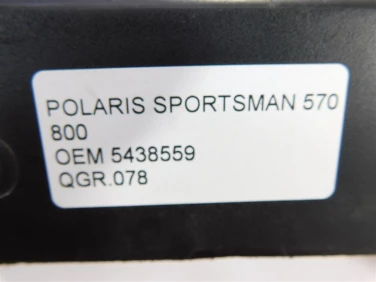 POLARIS SPORTSMAN 570
800
OEM 5438559
QGR.078